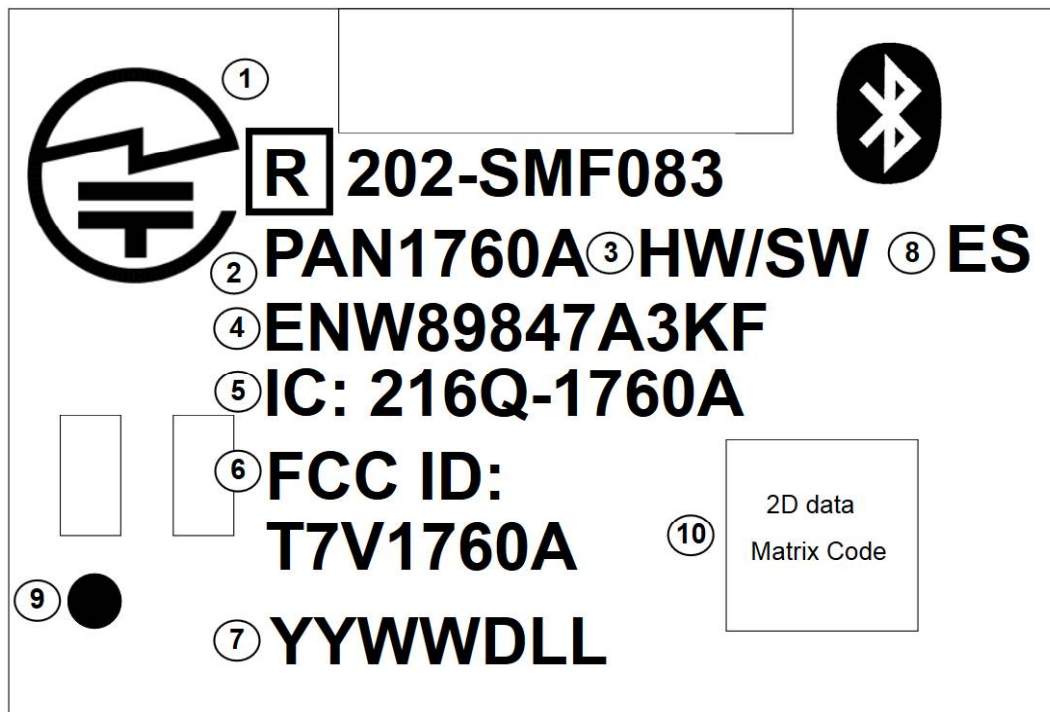 1
R 202-SMF083
2 PAN1760A 3 HW/SW 8 ES
4 ENW89847A3KF
5 IC: 216Q-1760A
6 FCC ID:
T7V1760A
10 2D data
Matrix Code
9
7 YYWWDLL